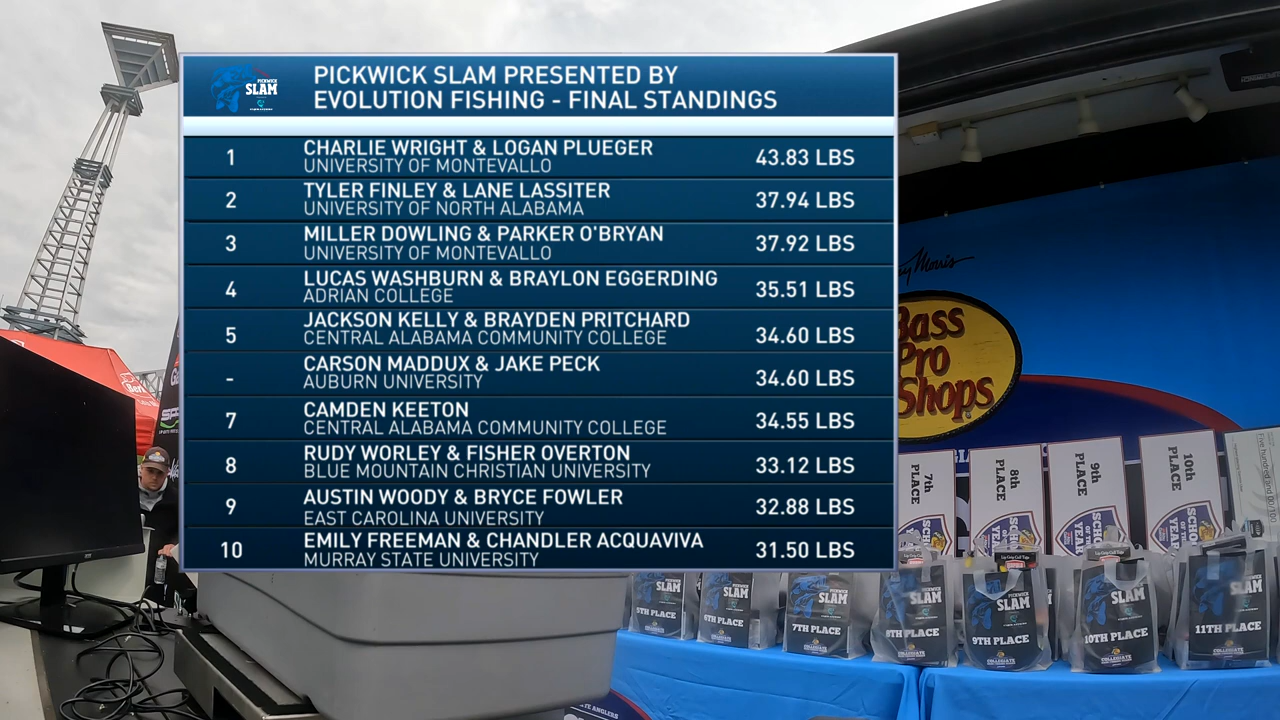 PICKWICK
SLAM
PICKWICK SLAM PRESENTED BY
EVOLUTION FISHING - FINAL STANDINGS
1 CHARLIE WRIGHT & LOGAN PLUEGER 43.83 LBS
UNIVERSITY OF MONTEVALLO
2 TYLER FINLEY & LANE LASSITER 37.94 LBS
UNIVERSITY OF NORTH ALABAMA
3 MILLER DOWLING & PARKER O'BRYAN 37.92 LBS
UNIVERSITY OF MONTEVALLO
4 LUCAS WASHBURN & BRAYLON EGGERDING 35.51 LBS
ADRIAN COLLEGE
5 JACKSON KELLY & BRAYDEN PRITCHARD 34.60 LBS
CENTRAL ALABAMA COMMUNITY COLLEGE
- CARSON MADDUX & JAKE PECK 34.60 LBS
AUBURN UNIVERSITY
7 CAMDEN KEETON 34.55 LBS
CENTRAL ALABAMA COMMUNITY COLLEGE
8 RUDY WORLEY & FISHER OVERTON 33.12 LBS
BLUE MOUNTAIN CHRISTIAN UNIVERSITY
9 AUSTIN WOODY & BRYCE FOWLER 32.88 LBS
EAST CAROLINA UNIVERSITY
10 EMILY FREEMAN & CHANDLER ACQUAVIVA 31.50 LBS
MURRAY STATE UNIVERSITY
Morris
Bass
Pro
Shops
7th
PLACE
8th
PLACE
9th
PLACE
10th
PLACE
SLAM
5TH PLACE
SLAM
6TH PLACE
SLAM
7TH PLACE
SLAM
8TH PLACE
PICKWICK
SLAM
9TH PLACE
COLLEGIATE
SLAM
10TH PLACE
COLLEGIATE
SLAM
11TH PLACE